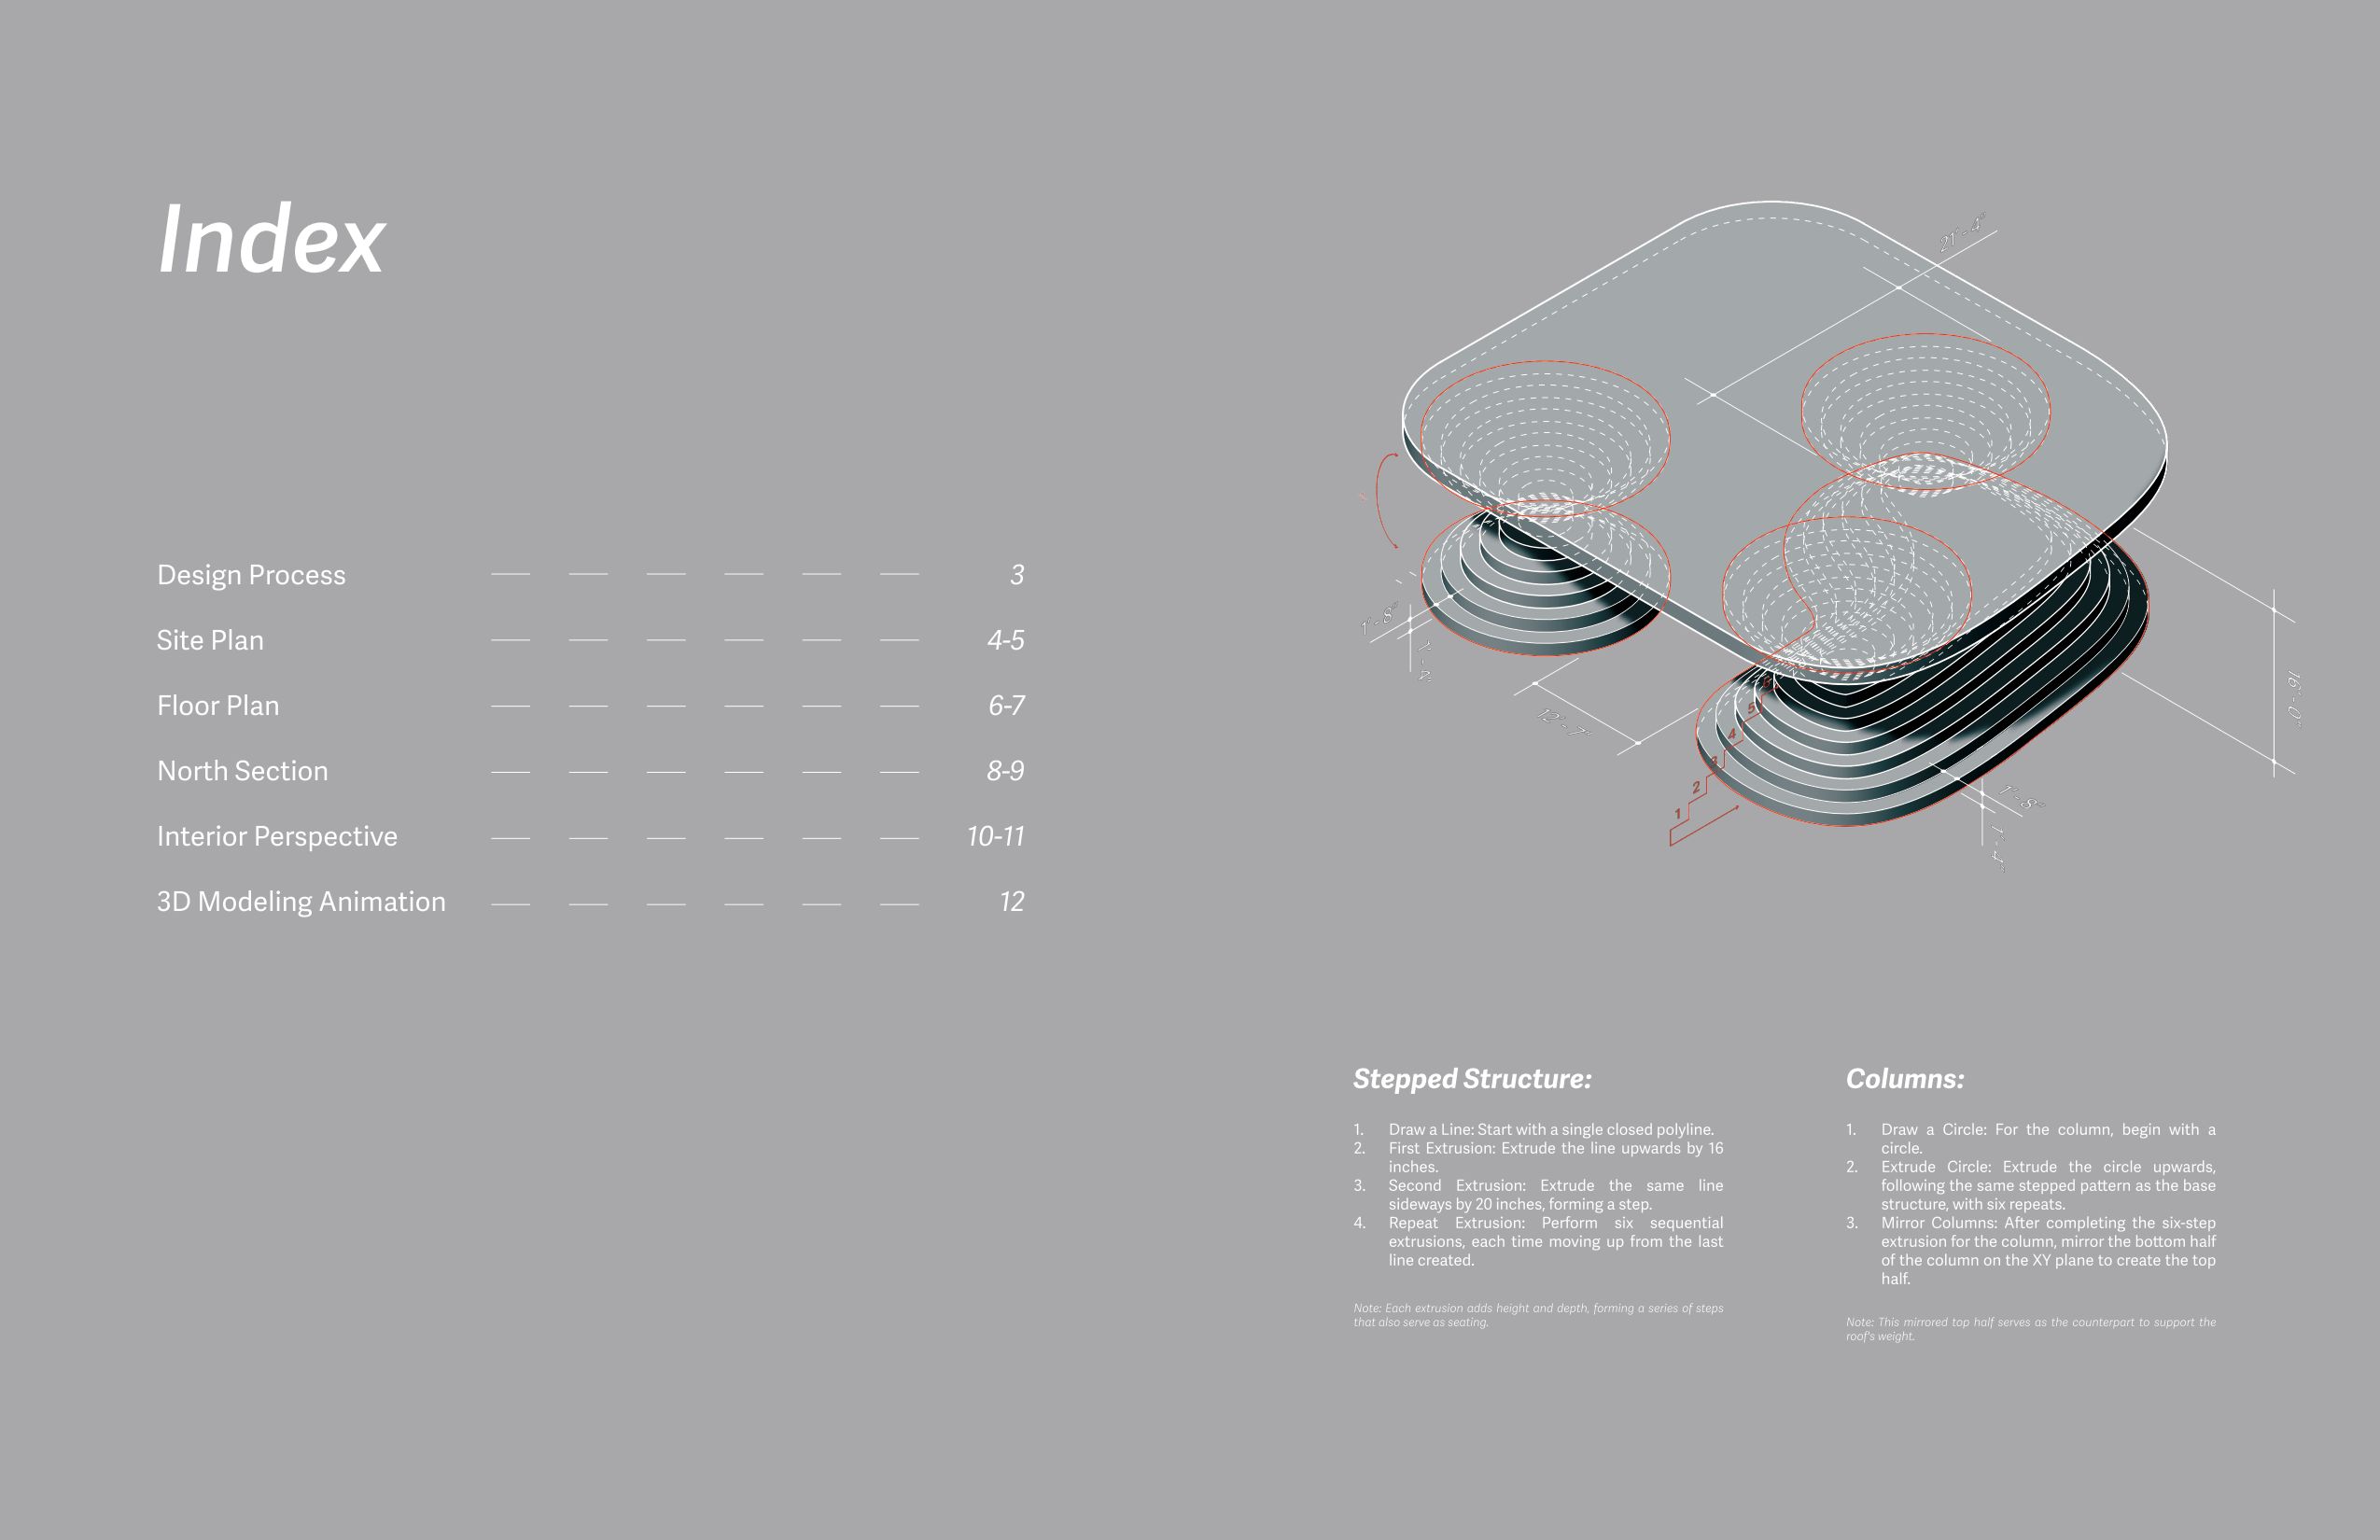 Index
Design Process 3
Site Plan 4-5
Floor Plan 6-7
North Section 8-9
Interior Perspective 10-11
3D Modeling Animation 12
21'-4"
1'-8"
12'-7"
16'-0"
1'-8"
1
2
3
4
5
6
Stepped Structure:
1. Draw a Line: Start with a single closed polyline.
2. First Extrusion: Extrude the line upwards by 16
inches.
3. Second Extrusion: Extrude the same line
sideways by 20 inches, forming a step.
4. Repeat Extrusion: Perform six sequential
extrusions, each time moving up from the last
line created.
Note: Each extrusion adds height and depth, forming a series of steps
that also serve as seating.
Columns:
1. Draw a Circle: For the column, begin with a
circle.
2. Extrude Circle: Extrude the circle upwards,
following the same stepped pattern as the base
structure, with six repeats.
3. Mirror Columns: After completing the six-step
extrusion for the column, mirror the bottom half
of the column on the XY plane to create the top
half.
Note: This mirrored top half serves as the counterpart to support the
roof's weight.